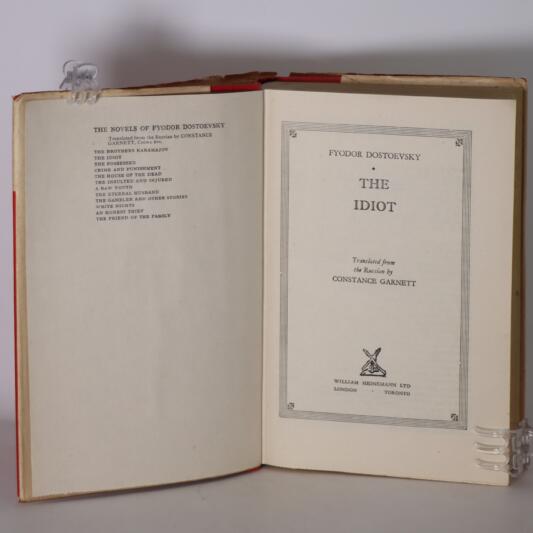 THE NOVELS OF FYODOR DOSTOEVSKY
Translated from the Russian by CONSTANCE
GARNETT, Crown 8vo.
THE BROTHERS KARAMAZOV
THE IDIOT
THE POSSESSED
CRIME AND PUNISHMENT
THE HOUSE OF THE DEAD
THE INSULTED AND INJURED
A RAW YOUTH
THE ETERNAL HUSBAND
THE GAMBLER AND OTHER STORIES
WHITE NIGHTS
AN HONEST THIEF
THE FRIEND OF THE FAMILY
FYODOR DOSTOEVSKY
THE
IDIOT
Translated from
the Russian by
CONSTANCE GARNETT
WILLIAM HEINEMANN LTD
LONDON · TORONTO